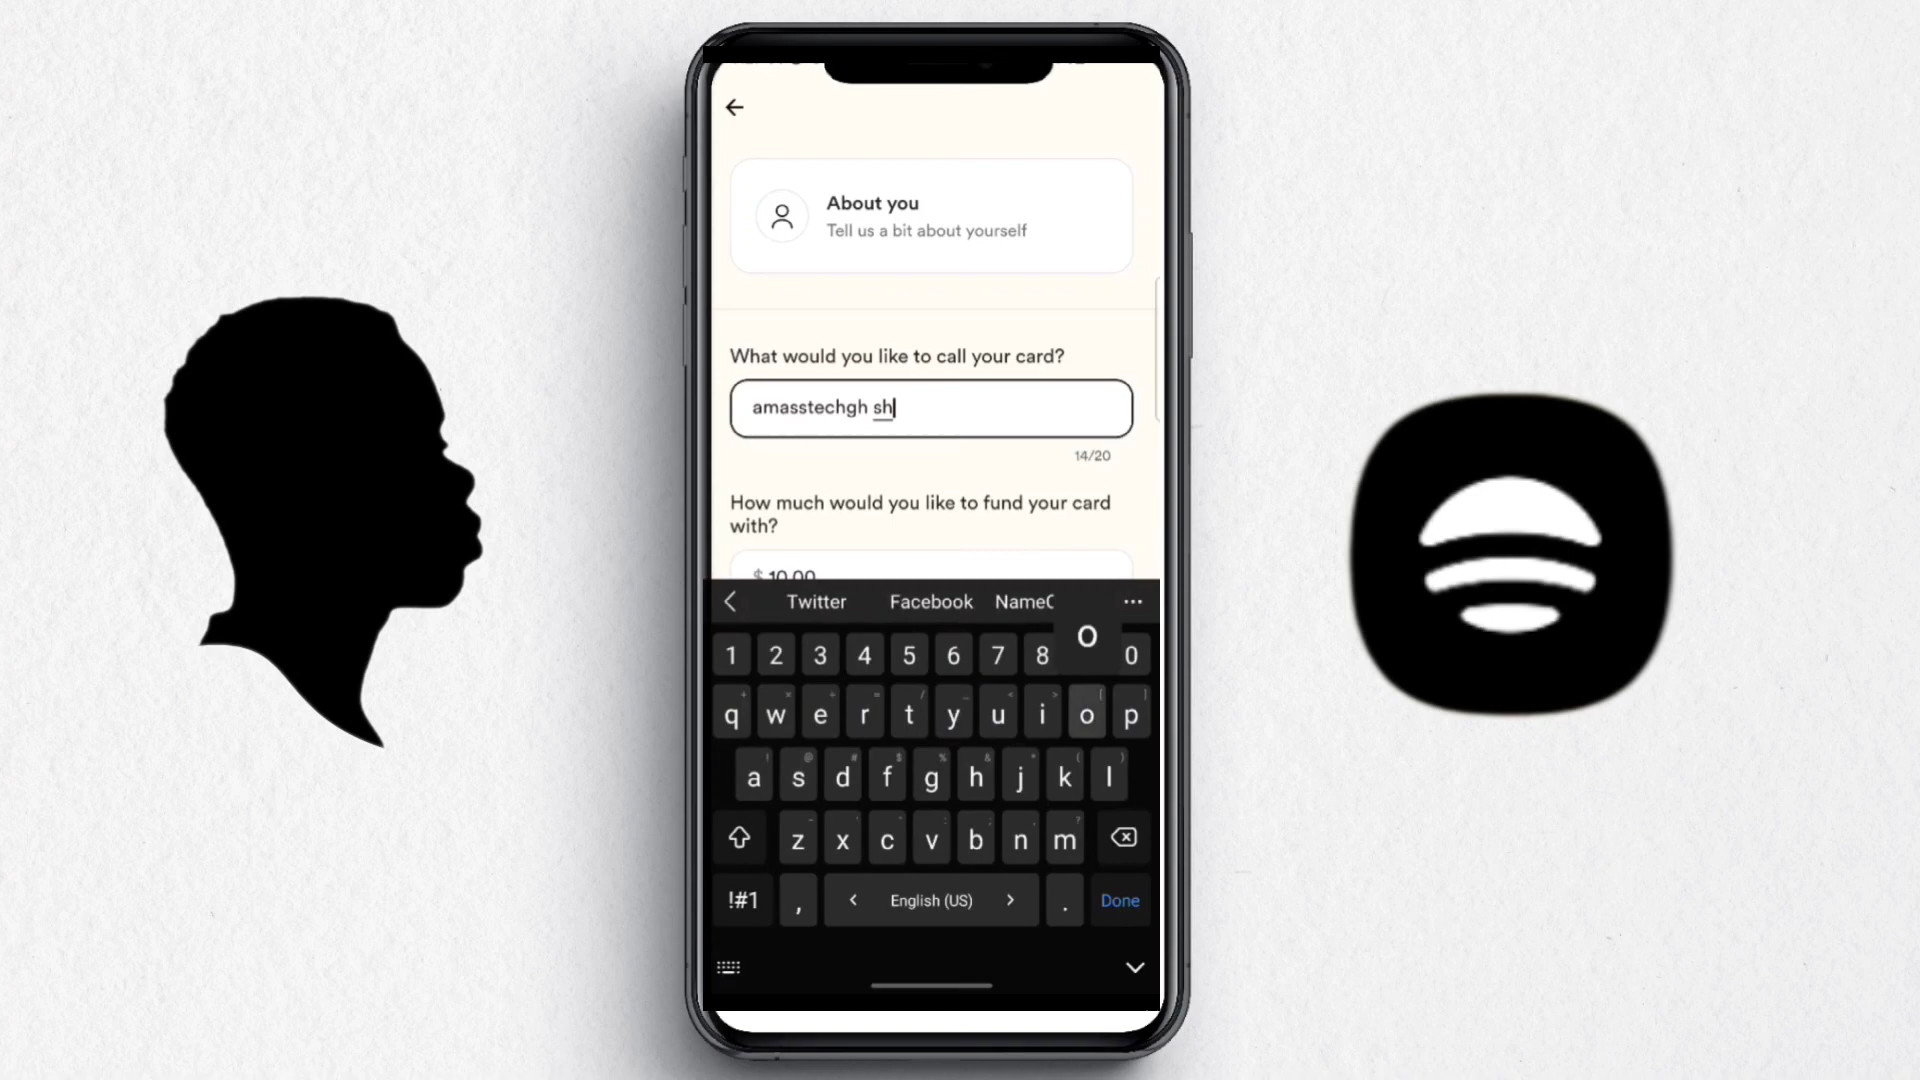 About you
Tell us a bit about yourself
What would you like to call your card?
amasstechgh sh
14/20
How much would you like to fund your card
with?
$ 10.00
Twitter Facebook
1 2 3 4 5 6 7 8 O 0
q w e r t y u i o p
a s d f g h j k l
z x c v b n m
!#1 , < English (US) > . Done